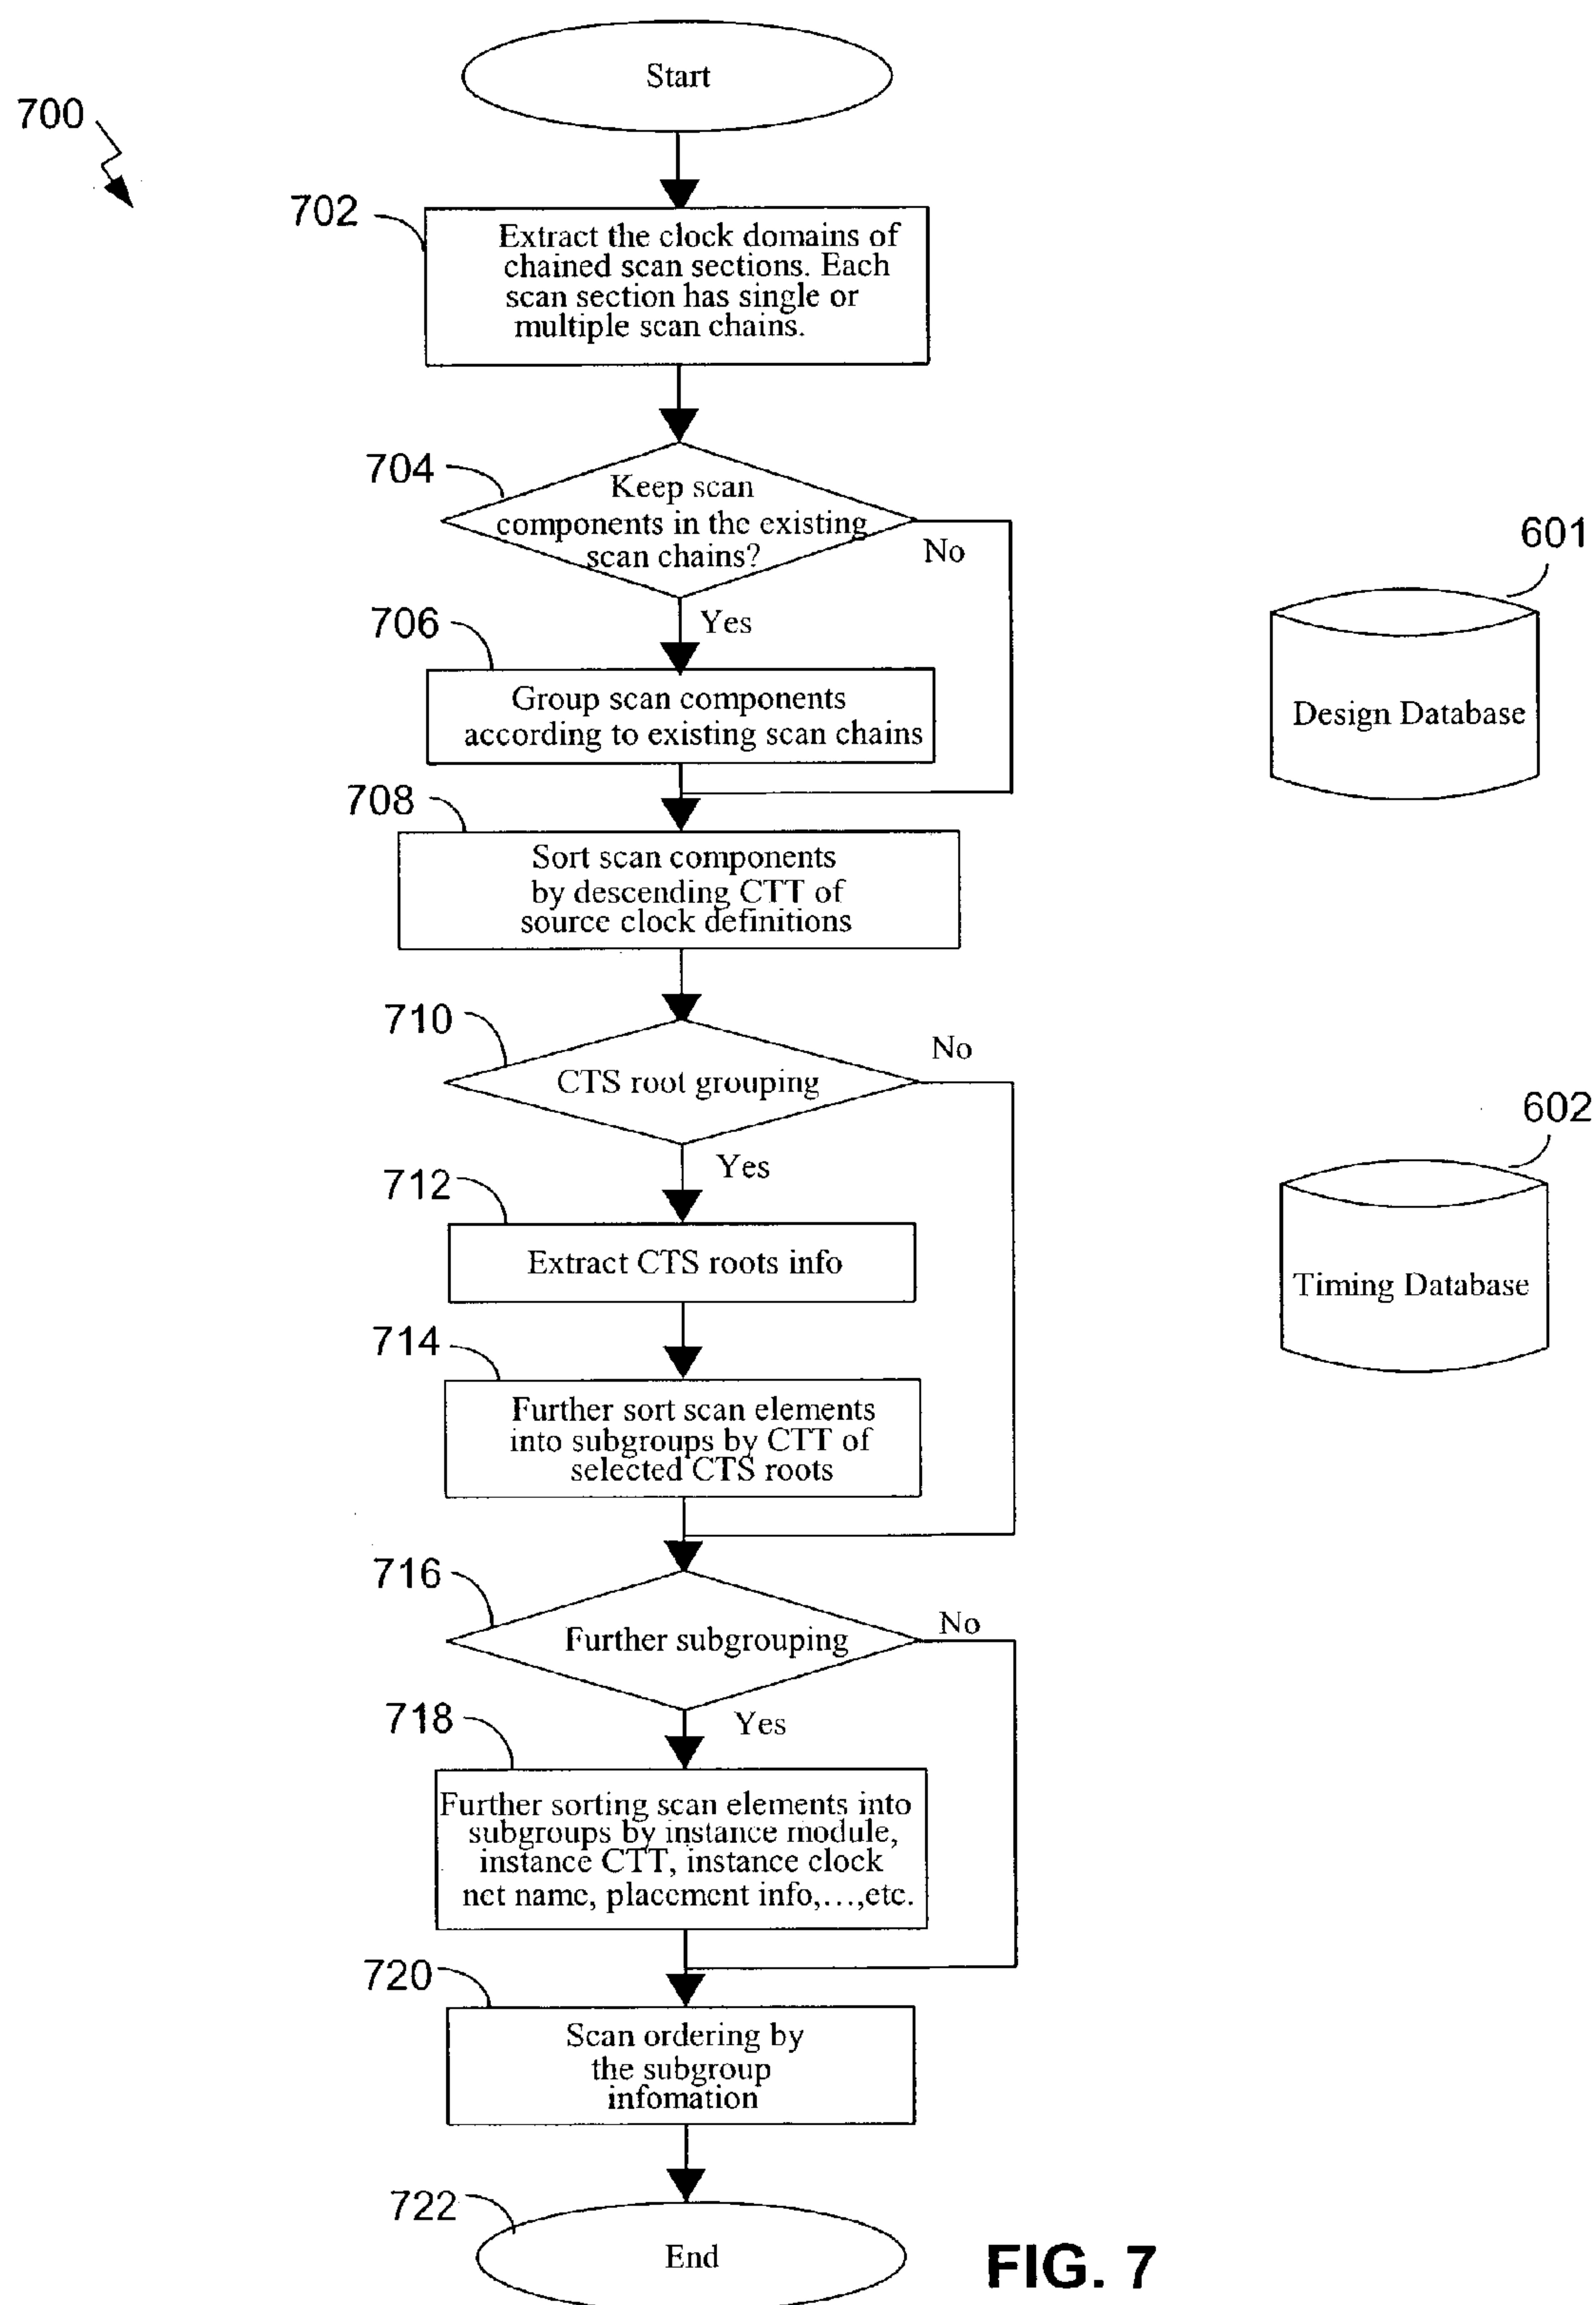 Start
700
702
Extract the clock domains of
chained scan sections. Each
scan section has single or
multiple scan chains.
704
Keep scan
components in the existing
scan chains?
No
601
Yes
706
Group scan components
according to existing scan chains
Design Database
708
Sort scan components
by descending CTT of
source clock definitions
710
No
CTS root grouping
602
Yes
712
Extract CTS roots info
Timing Database
714
Further sort scan elements
into subgroups by CTT of
selected CTS roots
716
No
Further subgrouping
Yes
718
Further sorting scan elements into
subgroups by instance module,
instance CTT, instance clock
net name, placement info,...,etc.
720
Scan ordering by
the subgroup
infomation
722
End
FIG. 7